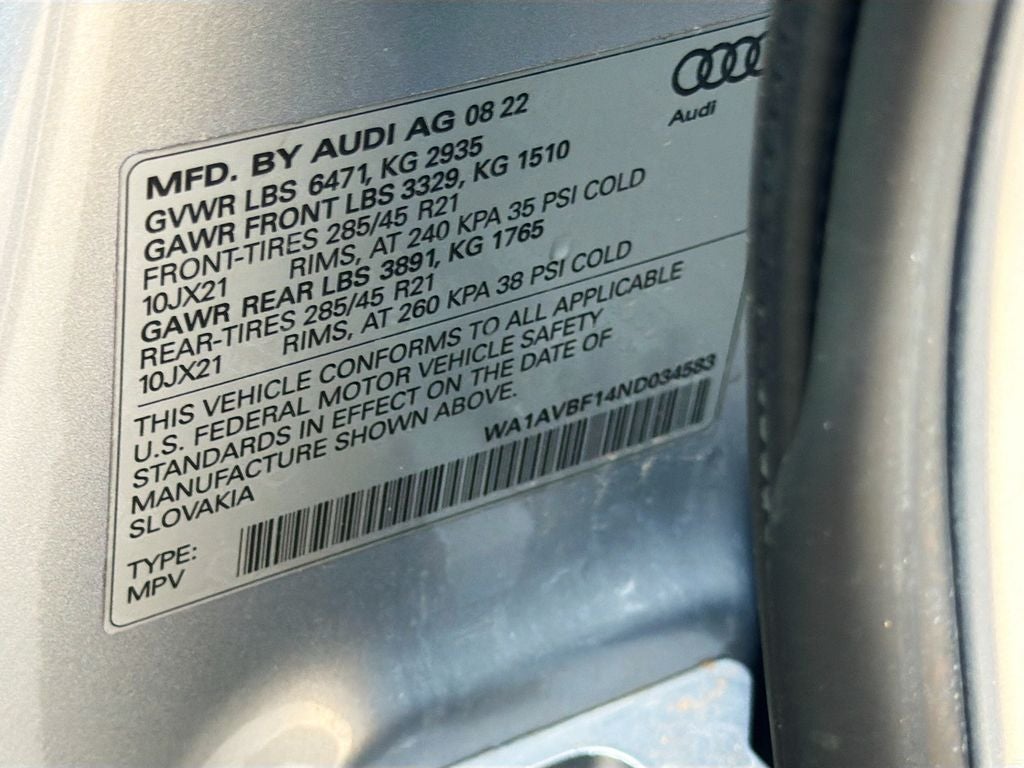 Audi
MFD. BY AUDI AG 08 22
GVWR LBS 6471, KG 2935
GAWR FRONT LBS 3329, KG 1510
FRONT-TIRES 285/45 R21
10JX21 RIMS, AT 240 KPA 35 PSI COLD
GAWR REAR LBS 3891, KG 1765
REAR-TIRES 285/45 R21
10JX21 RIMS, AT 260 KPA 38 PSI COLD
THIS VEHICLE CONFORMS TO ALL APPLICABLE
U.S. FEDERAL MOTOR VEHICLE SAFETY
STANDARDS IN EFFECT ON THE DATE OF
MANUFACTURE SHOWN ABOVE.
SLOVAKIA
WA1AVBF14ND034583
TYPE:
MPV